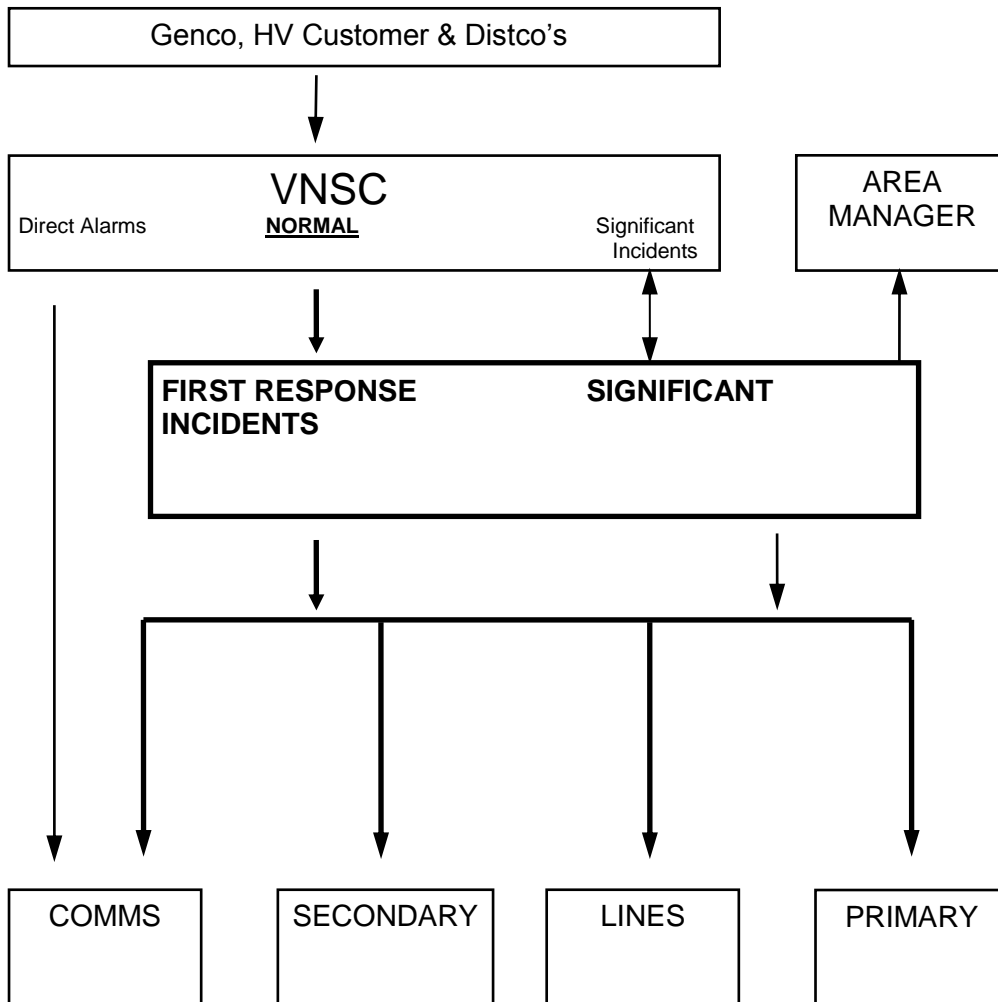 Genco, HV Customer & Distco’s
VNSC
Direct Alarms
NORMAL
Significant
Incidents
AREA
MANAGER
FIRST RESPONSE SIGNIFICANT
INCIDENTS
COMMS
SECONDARY
LINES
PRIMARY